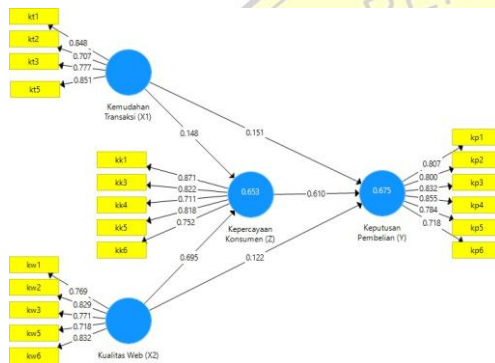 kt1
kt2
kt3
kt5
0.848
0.707
0.777
0.851
Kemudahan
Transaksi (X1)
0.148
0.151
kk1
kk3
kk4
kk5
kk6
0.871
0.822
0.711
0.818
0.752
0.653
Kepercayaan
Konsumen (Z)
0.610
0.675
Keputusan
Pembelian (Y)
0.807
0.800
0.832
0.855
0.784
0.718
kp1
kp2
kp3
kp4
kp5
kp6
0.695
0.122
kw1
kw2
kw3
kw5
kw6
0.769
0.829
0.771
0.718
0.832
Kualitas Web (X2)